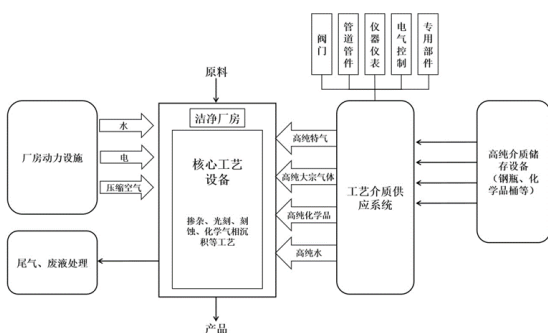 阀门
管道管件
仪器仪表
电气控制
专用部件
原料
厂房动力设施
水
电
压缩空气
洁净厂房
核心工艺
设备
掺杂、光刻、刻
蚀、化学气相沉
积等工艺
高纯特气
高纯大宗气体
高纯化学品
高纯水
工艺介质供
应系统
高纯介质储
存设备
（钢瓶、化
学品桶等）
尾气、废液处理
产品